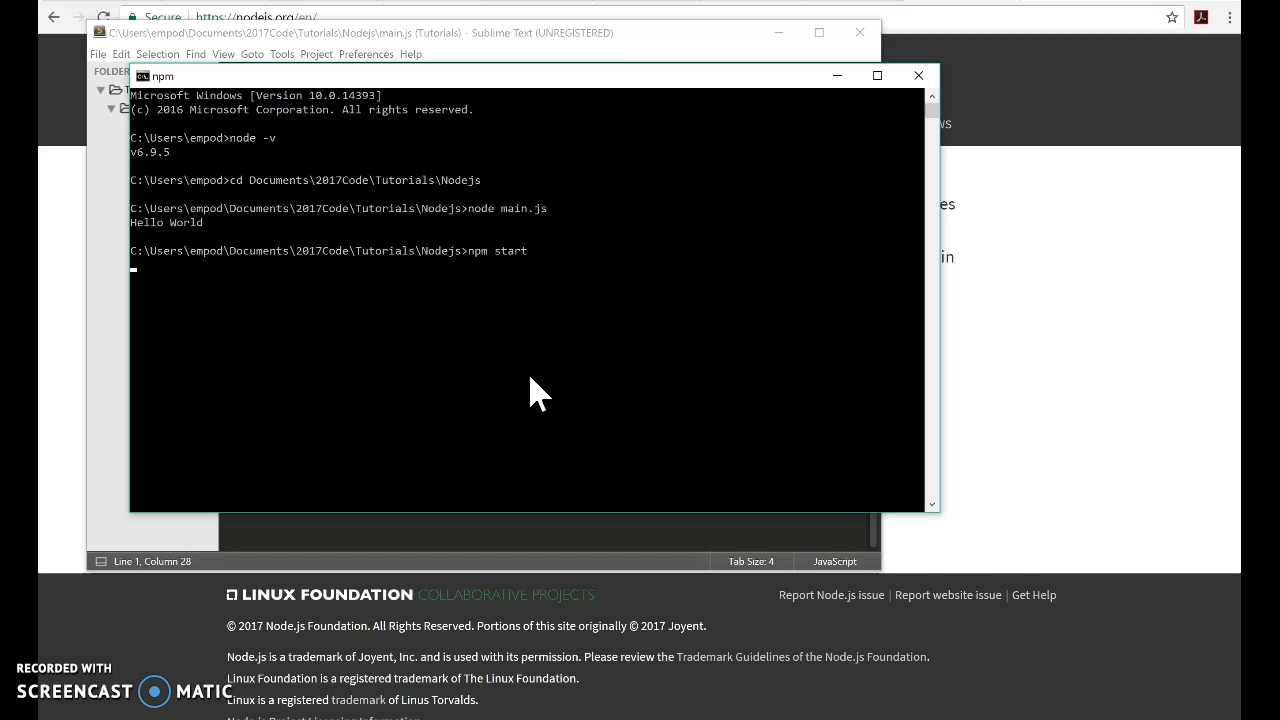 Secure https://nodejs.org/en/
C:\Users\empod\Documents\2017Code\Tutorials\Nodejs\main.js (Tutorials) - Sublime Text (UNREGISTERED)
File Edit Selection Find View Goto Tools Project Preferences Help
FOLDER
npm
Microsoft Windows [Version 10.0.14393]
(c) 2016 Microsoft Corporation. All rights reserved.
C:\Users\empod>node -v
v6.9.5
C:\Users\empod>cd Documents\2017Code\Tutorials\Nodejs
C:\Users\empod\Documents\2017Code\Tutorials\Nodejs>node main.js
Hello World
C:\Users\empod\Documents\2017Code\Tutorials\Nodejs>npm start
ws
es
in
Line 1, Column 28 Tab Size: 4 JavaScript
LINUX FOUNDATION COLLABORATIVE PROJECTS
Report Node.js issue | Report website issue | Get Help
© 2017 Node.js Foundation. All Rights Reserved. Portions of this site originally © 2017 Joyent.
Node.js is a trademark of Joyent, Inc. and is used with its permission. Please review the Trademark Guidelines of the Node.js Foundation.
Linux Foundation is a registered trademark of The Linux Foundation.
Linux is a registered trademark of Linus Torvalds.
Node.js Project Licensing Information
RECORDED WITH
SCREENCAST MATIC